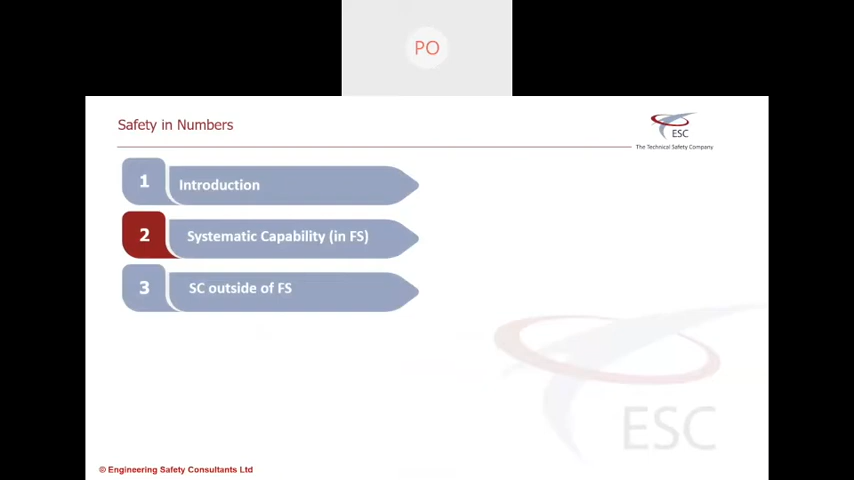 PO
Safety in Numbers
ESC
The Technical Safety Company
1 Introduction
2 Systematic Capability (in FS)
3 SC outside of FS
ESC
© Engineering Safety Consultants Ltd